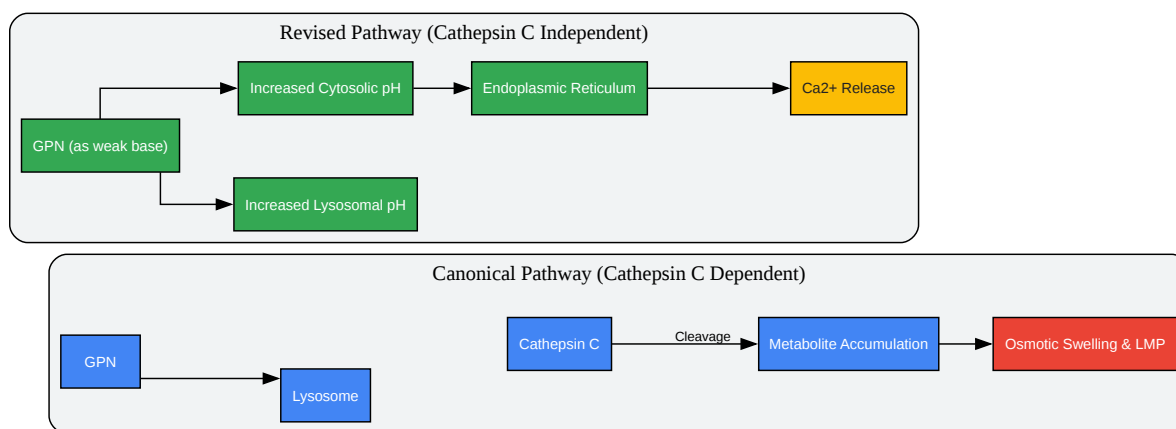 Revised Pathway (Cathepsin C Independent)
Increased Cytosolic pH
Endoplasmic Reticulum
Ca2+ Release
GPN (as weak base)
Increased Lysosomal pH
Canonical Pathway (Cathepsin C Dependent)
GPN
Lysosome
Cathepsin C
Cleavage
Metabolite Accumulation
Osmotic Swelling & LMP